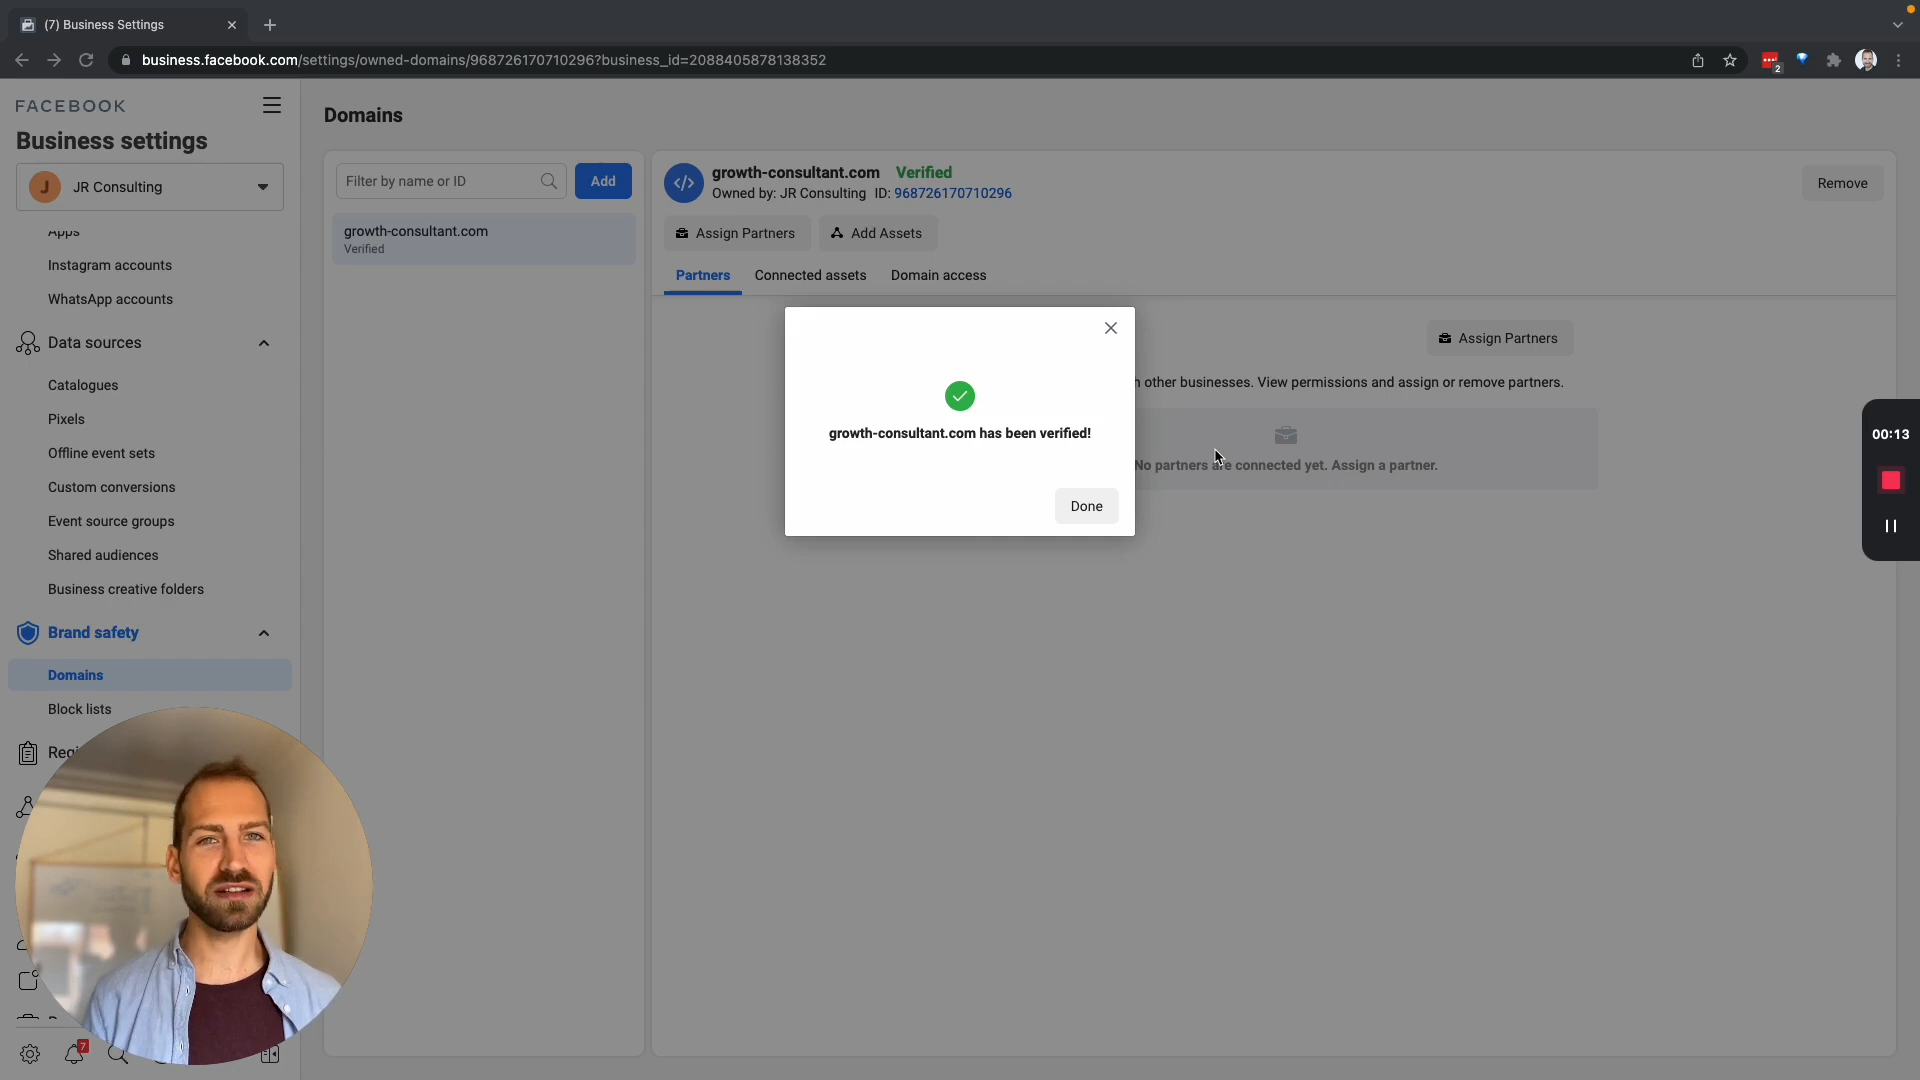 (7) Business Settings
business.facebook.com/settings/owned-domains/968726170710296?business_id=2088405878138352
2
FACEBOOK
Business settings
J
JR Consulting
Apps
Instagram accounts
WhatsApp accounts
Data sources
Catalogues
Pixels
Offline event sets
Custom conversions
Event source groups
Shared audiences
Business creative folders
Brand safety
Domains
Block lists
7
Domains
Filter by name or ID
Add
growth-consultant.com
Verified
growth-consultant.com Verified
Owned by: JR Consulting ID: 968726170710296
Remove
Assign Partners
Add Assets
Partners
Connected assets
Domain access
Assign Partners
other businesses. View permissions and assign or remove partners.
No partners are connected yet. Assign a partner.
growth-consultant.com has been verified!
Done
00:13